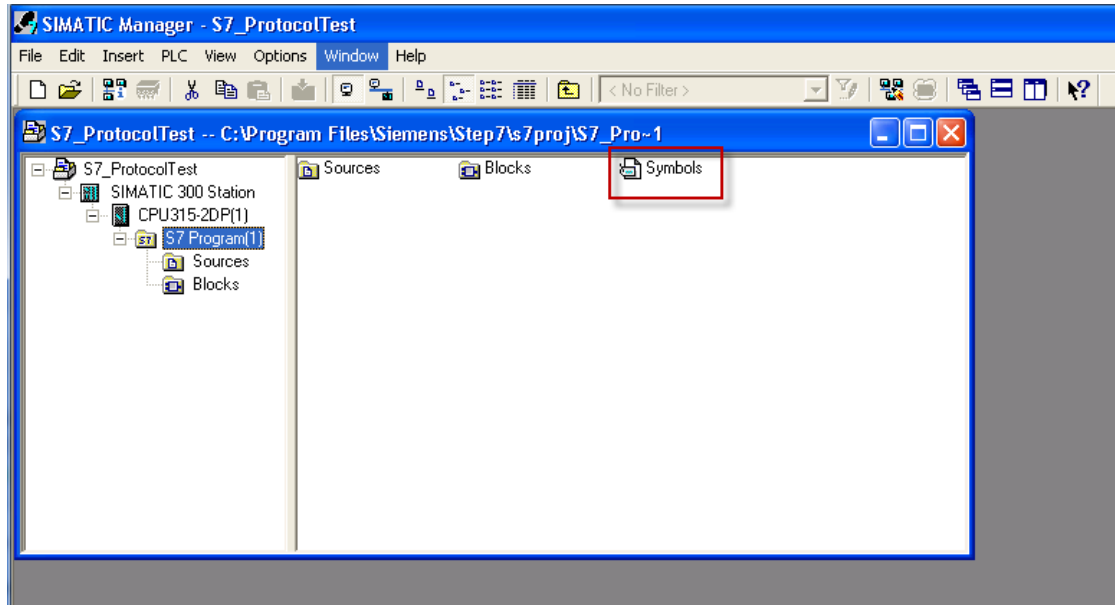 SIMATIC Manager - S7_ProtocolTest
File Edit Insert PLC View Options Window Help
< No Filter >
S7_ProtocolTest -- C:\Program Files\Siemens\Step7\s7proj\S7_Pro~1
S7_ProtocolTest
SIMATIC 300 Station
CPU315-2DP(1)
S7 Program(1)
Sources
Blocks
Sources Blocks Symbols